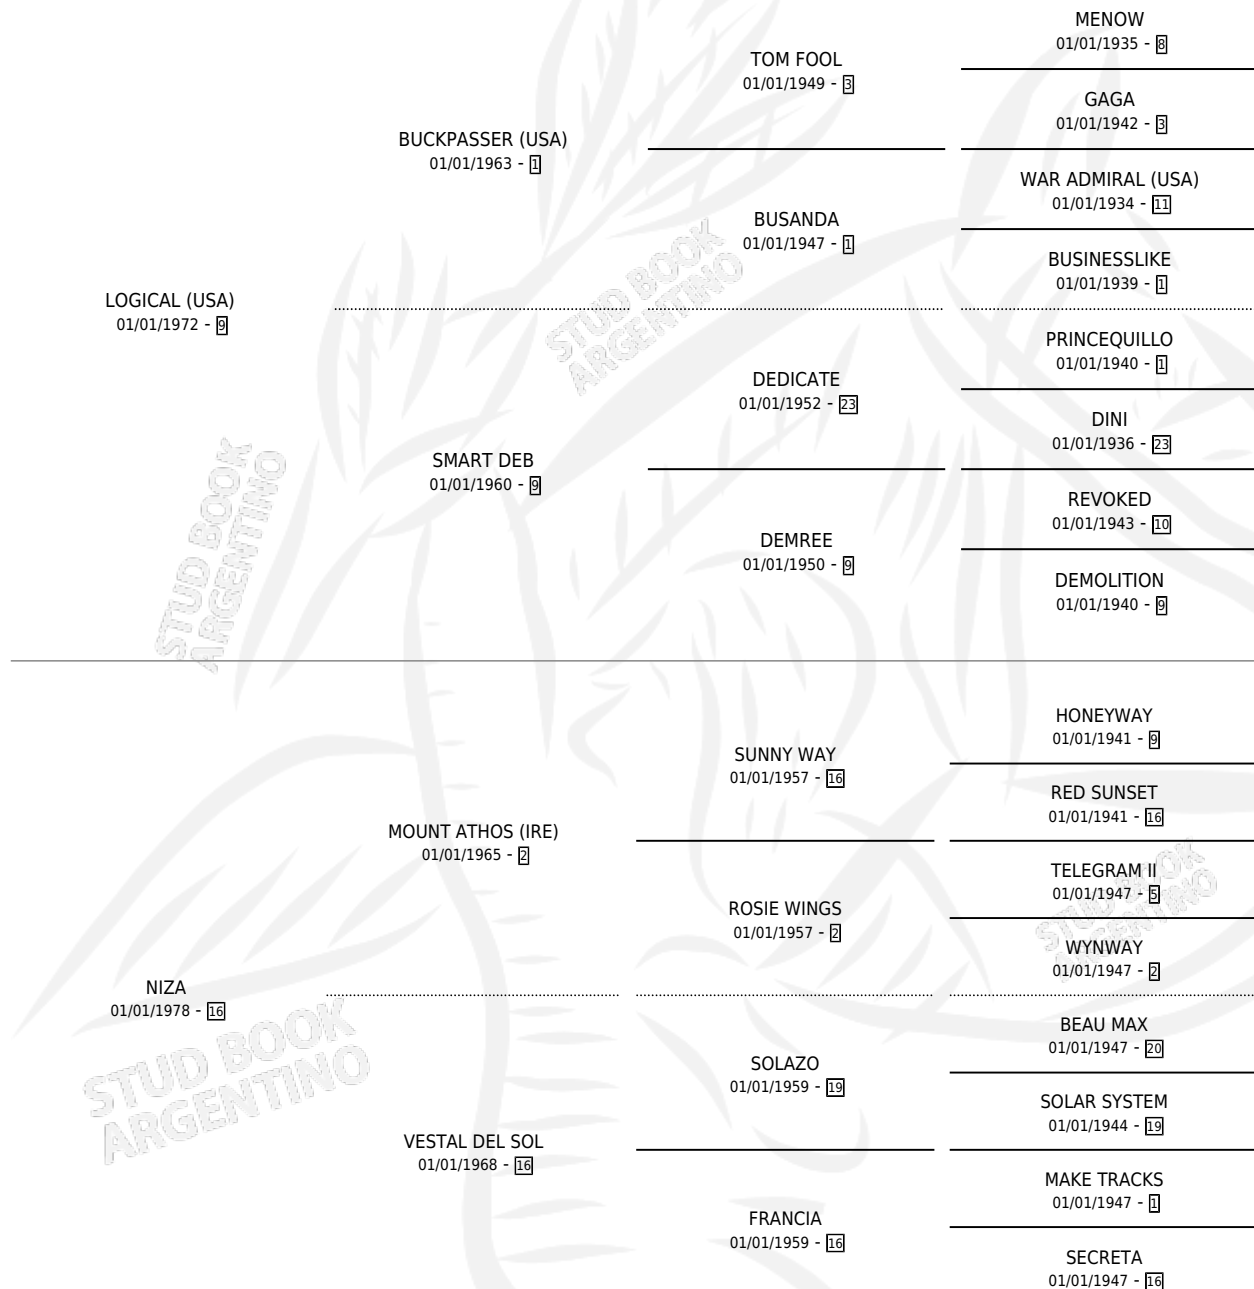 MENOW
01/01/1935 - 8
TOM FOOL
01/01/1949 - 3
GAGA
01/01/1942 - 3
BUCKPASSER (USA)
01/01/1963 - 1
WAR ADMIRAL (USA)
01/01/1934 - 11
BUSANDA
01/01/1947 - 1
BUSINESSLIKE
01/01/1939 - 1
LOGICAL (USA)
01/01/1972 - 9
PRINCEQUILLO
01/01/1940 - 1
DEDICATE
01/01/1952 - 23
DINI
01/01/1936 - 23
SMART DEB
01/01/1960 - 9
REVOKED
01/01/1943 - 10
DEMREE
01/01/1950 - 9
DEMOLITION
01/01/1940 - 9
HONEYWAY
01/01/1941 - 9
SUNNY WAY
01/01/1957 - 16
RED SUNSET
01/01/1941 - 16
MOUNT ATHOS (IRE)
01/01/1965 - 2
TELEGRAM II
01/01/1947 - 5
ROSIE WINGS
01/01/1957 - 2
WYNWAY
01/01/1947 - 2
NIZA
01/01/1978 - 16
BEAU MAX
01/01/1947 - 20
SOLAZO
01/01/1959 - 19
SOLAR SYSTEM
01/01/1944 - 19
VESTAL DEL SOL
01/01/1968 - 16
MAKE TRACKS
01/01/1947 - 1
FRANCIA
01/01/1959 - 16
SECRETA
01/01/1947 - 16
STUD BOOK
ARGENTINO
STUD BOOK
ARGENTINO
STUD BOOK
ARGENTINO
STUD BOOK
ARGENTINO